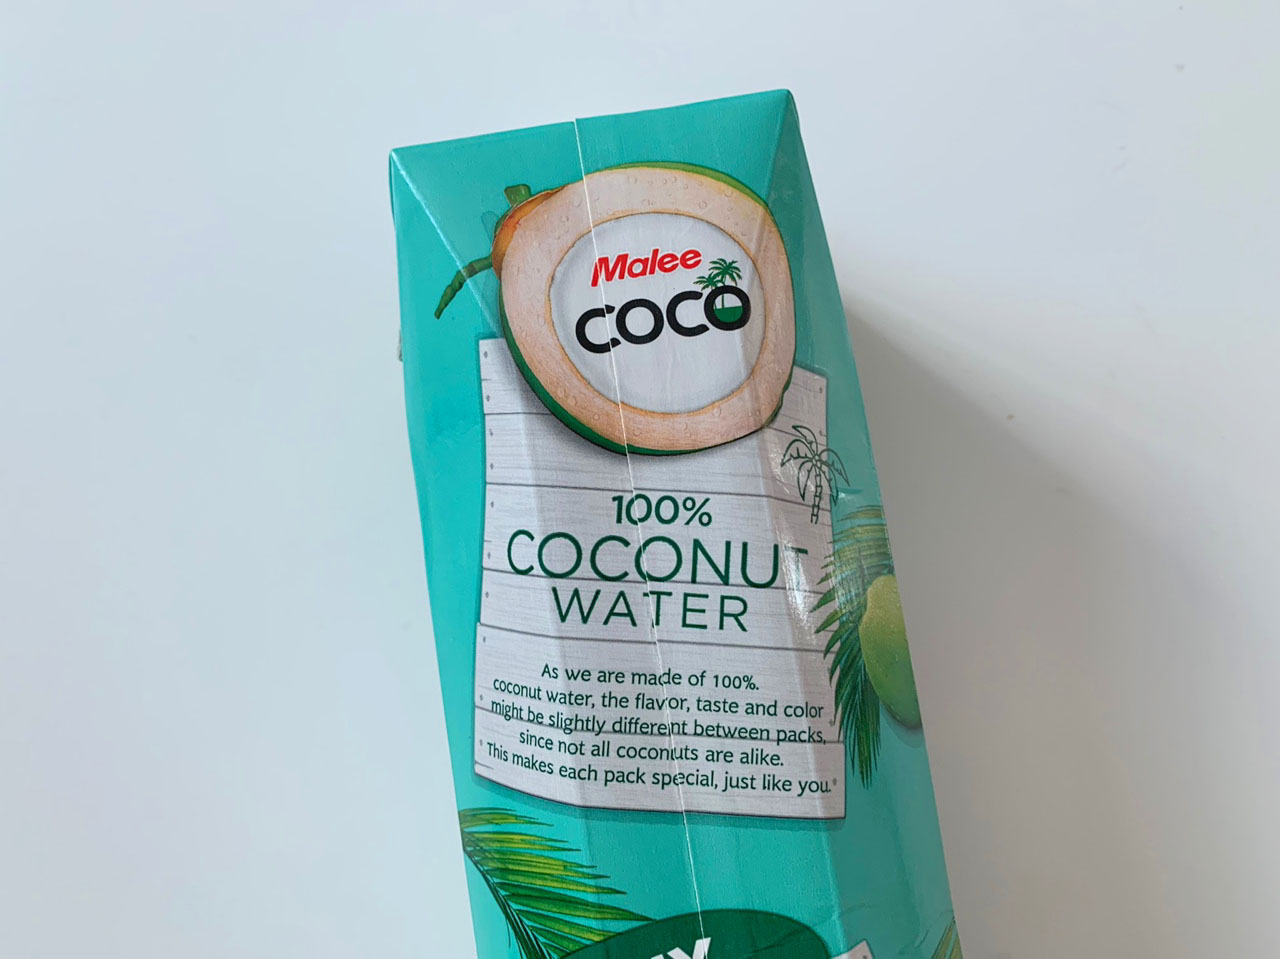 Malee
COCO
100%
COCONUT
WATER
As we are made of 100%.
coconut water, the flavor, taste and color
might be slightly different between packs,
since not all coconuts are alike.
This makes each pack special, just like you.